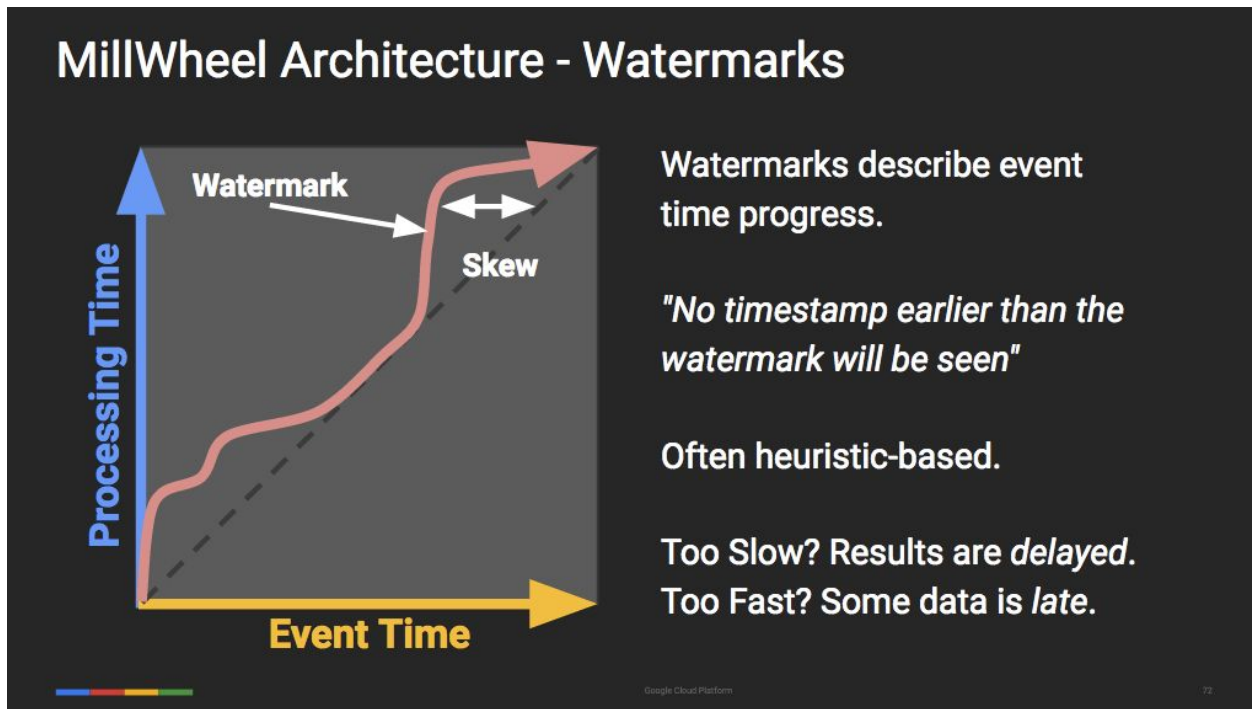 MillWheel Architecture - Watermarks
Processing Time
Watermark
Skew
Event Time
Watermarks describe event
time progress.
"No timestamp earlier than the
watermark will be seen"
Often heuristic-based.
Too Slow? Results are delayed.
Too Fast? Some data is late.
Google Cloud Platform
72